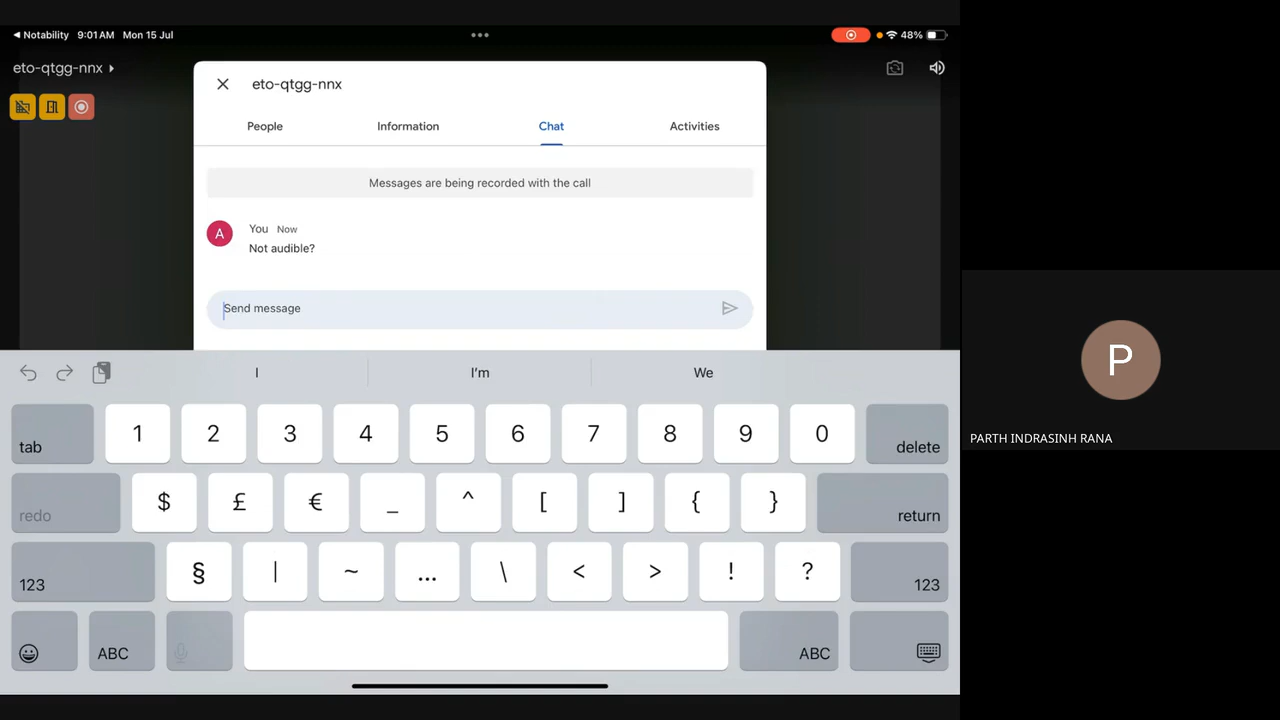 Notability 9:01 AM Mon 15 Jul 48%
eto-qtgg-nnx
eto-qtgg-nnx
People Information Chat Activities
Messages are being recorded with the call
A You Now
Not audible?
Send message
I I'm We
tab 1 2 3 4 5 6 7 8 9 0 delete
redo $ £ € _ ^ [ ] { } return
123 § | ~ ... \ < > ! ? 123
ABC ABC
P
PARTH INDRASINH RANA